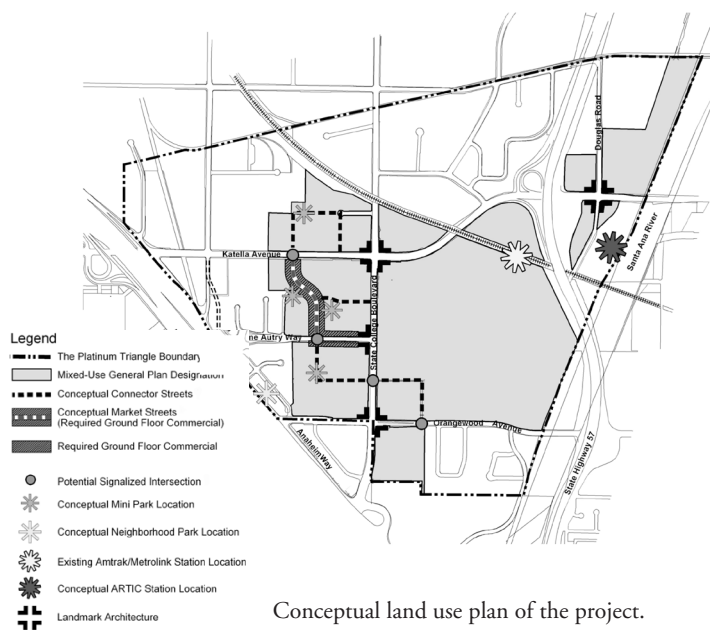 Douglas Road
Santa Ana River
Katella Avenue
State College Boulevard
ne Autry Way
Orangewood Avenue
Anaheim Way
State Highway 57
Legend
The Platinum Triangle Boundary
Mixed-Use General Plan Designation
Conceptual Connector Streets
Conceptual Market Streets
(Required Ground Floor Commercial)
Required Ground Floor Commercial
Potential Signalized Intersection
Conceptual Mini Park Location
Conceptual Neighborhood Park Location
Existing Amtrak/Metrolink Station Location
Conceptual ARTIC Station Location
Landmark Architecture
Conceptual land use plan of the project.